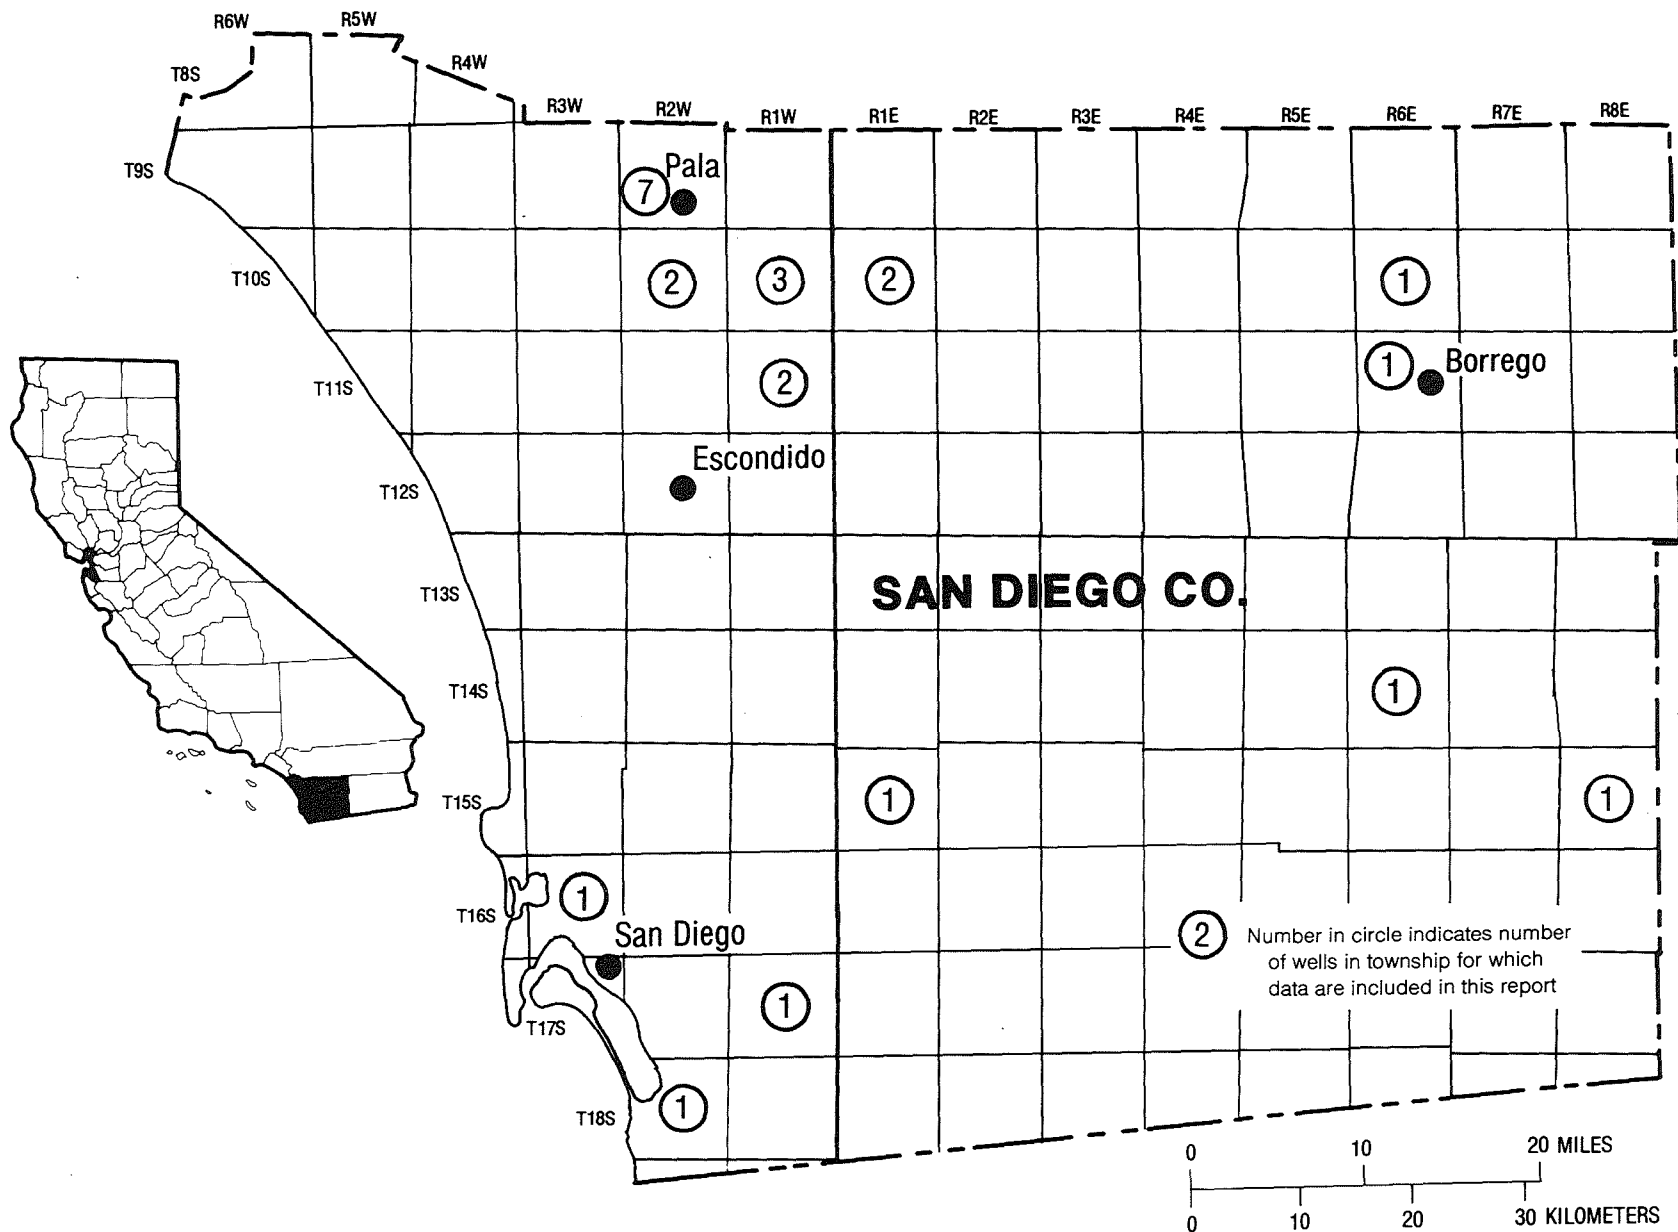 R6W
R5W
R4W
R3W
R2W
R1W
R1E
R2E
R3E
R4E
R5E
R6E
R7E
R8E
T8S
T9S
7
Pala
T10S
2
3
2
1
T11S
2
1
Borrego
Escondido
T12S
T13S
SAN DIEGO CO.
T14S
1
T15S
1
1
T16S
1
San Diego
T17S
1
T18S
1
2
Number in circle indicates number
of wells in township for which
data are included in this report
0 10 20 MILES
0 10 20 30 KILOMETERS